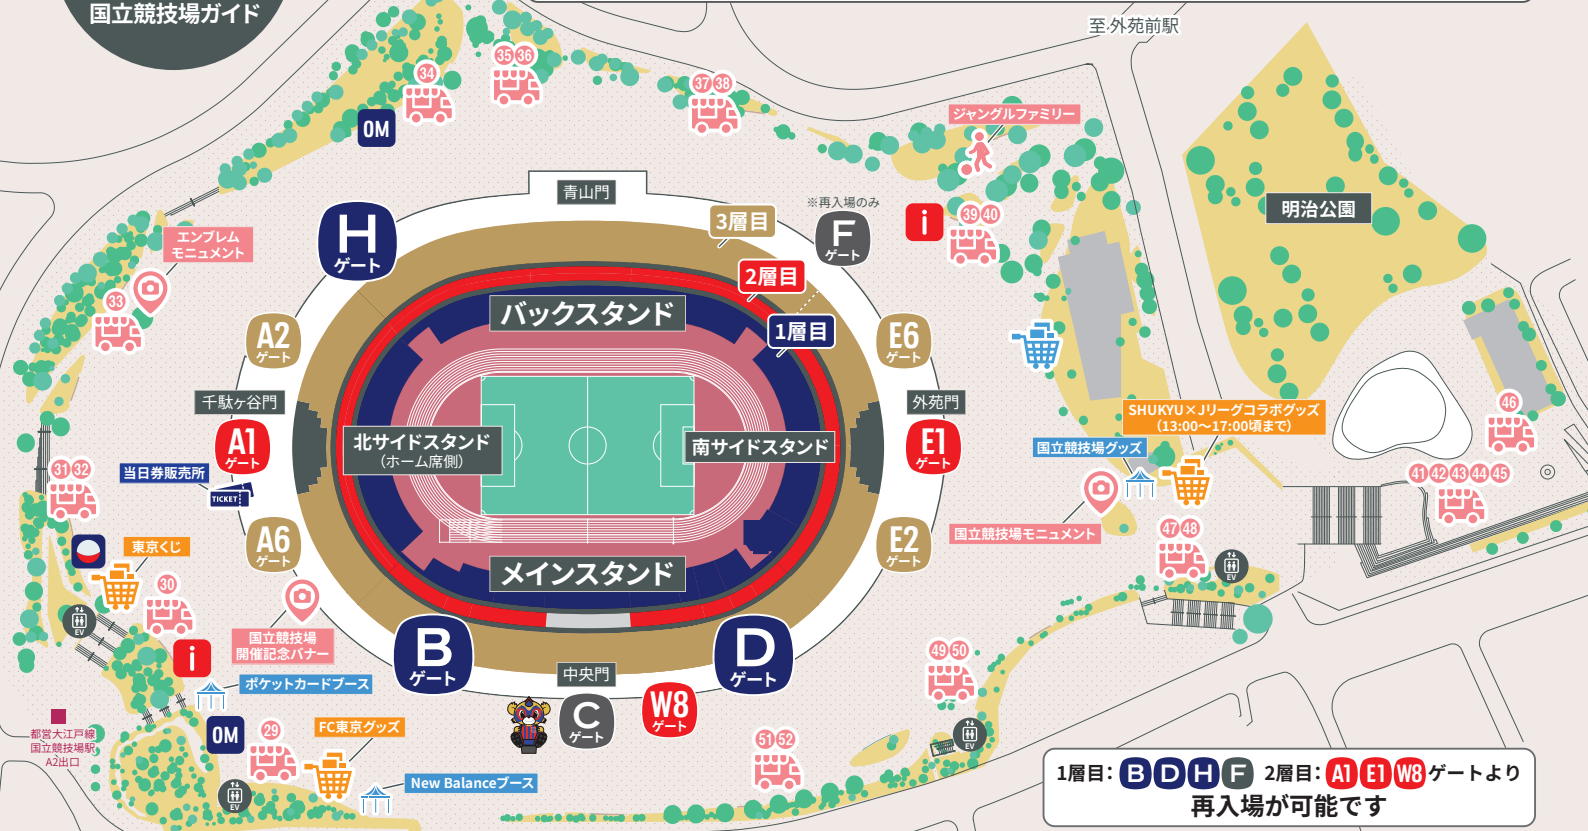 国立競技場ガイド
至.外苑前駅
35 36
34
37 38
0M
ジャングルファミリー
青山門
※再入場のみ
3層目
F
ゲート
i
39 40
明治公園
エンブレム
モニュメント
H
ゲート
2層目
33
バックスタンド
1層目
A2
ゲート
E6
ゲート
千駄ヶ谷門
外苑門
46
SHUKYU×Jリーグコラボグッズ
(13:00〜17:00頃まで)
A1
ゲート
北サイドスタンド
(ホーム席側)
南サイドスタンド
E1
ゲート
国立競技場グッズ
31 32
当日券販売所
TICKET
41 42 43 44 45
国立競技場モニュメント
47 48
A6
ゲート
E2
ゲート
東京くじ
EV
30
メインスタンド
EV
国立競技場
開催記念バナー
i
B
ゲート
D
ゲート
49 50
ポケットカードブース
中央門
C
ゲート
W8
ゲート
都営大江戸線
国立競技場駅
A2出口
0M
29
FC東京グッズ
51 52
EV
EV
New Balanceブース
1層目: B D H F 2層目: A1 E1 W8 ゲートより
再入場が可能です